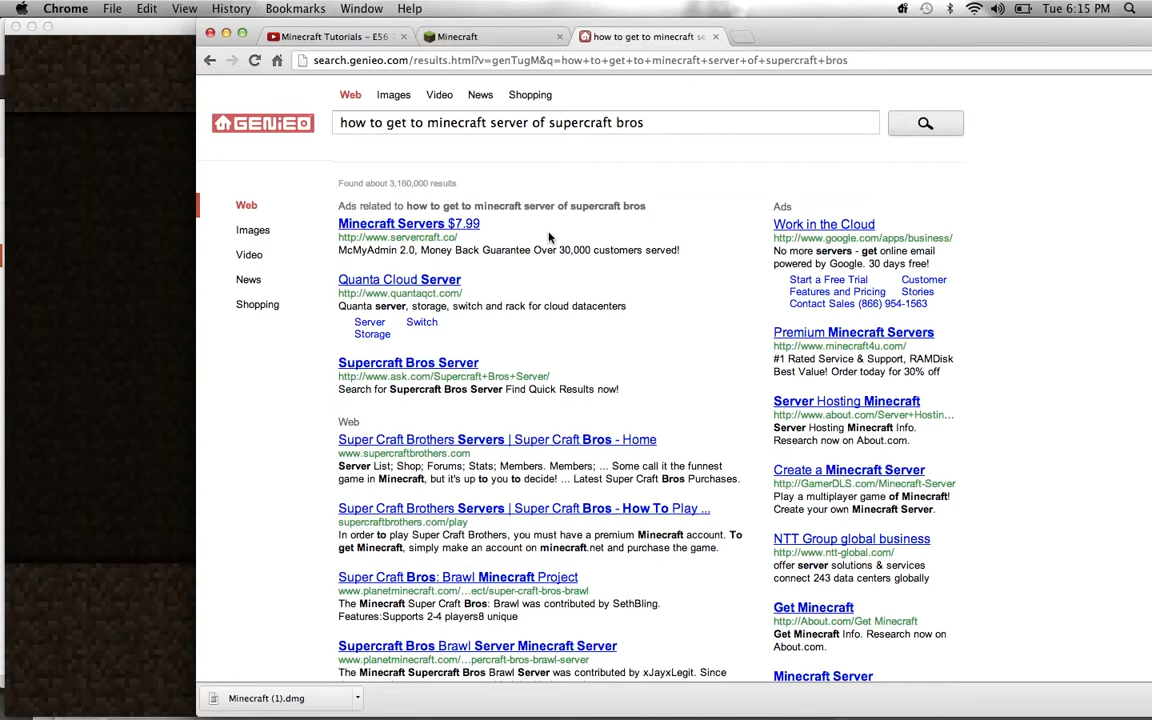 Chrome File Edit View History Bookmarks Window Help Tue 6:15 PM
Minecraft Tutorials – E56 T Minecraft how to get to minecraft se
search.genieo.com/results.html?v=genTugM&q=how+to+get+to+minecraft+server+of+supercraft+bros
Web Images Video News Shopping
GENIEO how to get to minecraft server of supercraft bros
Found about 3,160,000 results
Web
Images
Video
News
Shopping
Ads related to how to get to minecraft server of supercraft bros
Minecraft Servers $7.99
http://www.servercraft.co/
McMyAdmin 2.0, Money Back Guarantee Over 30,000 customers served!
Quanta Cloud Server
http://www.quantaqct.com/
Quanta server, storage, switch and rack for cloud datacenters
Server Switch
Storage
Supercraft Bros Server
http://www.ask.com/Supercraft+Bros+Server/
Search for Supercraft Bros Server Find Quick Results now!
Web
Super Craft Brothers Servers | Super Craft Bros - Home
www.supercraftbrothers.com
Server List; Shop; Forums; Stats; Members. Members; ... Some call it the funnest
game in Minecraft, but it's up to you to decide! ... Latest Super Craft Bros Purchases.
Super Craft Brothers Servers | Super Craft Bros - How To Play ...
supercraftbrothers.com/play
In order to play Super Craft Brothers, you must have a premium Minecraft account. To
get Minecraft, simply make an account on minecraft.net and purchase the game.
Super Craft Bros: Brawl Minecraft Project
www.planetminecraft.com/...ect/super-craft-bros-brawl
The Minecraft Super Craft Bros: Brawl was contributed by SethBling.
Features:Supports 2-4 players8 unique
Supercraft Bros Brawl Server Minecraft Server
www.planetminecraft.com/...percraft-bros-brawl-server
The Minecraft Supercraft Bros Brawl Server was contributed by xJayxLegit. Since
Ads
Work in the Cloud
http://www.google.com/apps/business/
No more servers - get online email
powered by Google. 30 days free!
Start a Free Trial Customer
Features and Pricing Stories
Contact Sales (866) 954-1563
Premium Minecraft Servers
http://www.minecraft4u.com/
#1 Rated Service & Support, RAMDisk
Best Value! Order today for 30% off
Server Hosting Minecraft
http://www.about.com/Server+Hostin...
Server Hosting Minecraft Info.
Research now on About.com.
Create a Minecraft Server
http://GamerDLS.com/Minecraft-Server
Play a multiplayer game of Minecraft!
Create your own Minecraft Server.
NTT Group global business
http://www.ntt-global.com/
offer server solutions & services
connect 243 data centers globally
Get Minecraft
http://About.com/Get Minecraft
Get Minecraft Info. Research now on
About.com.
Minecraft Server
Minecraft (1).dmg